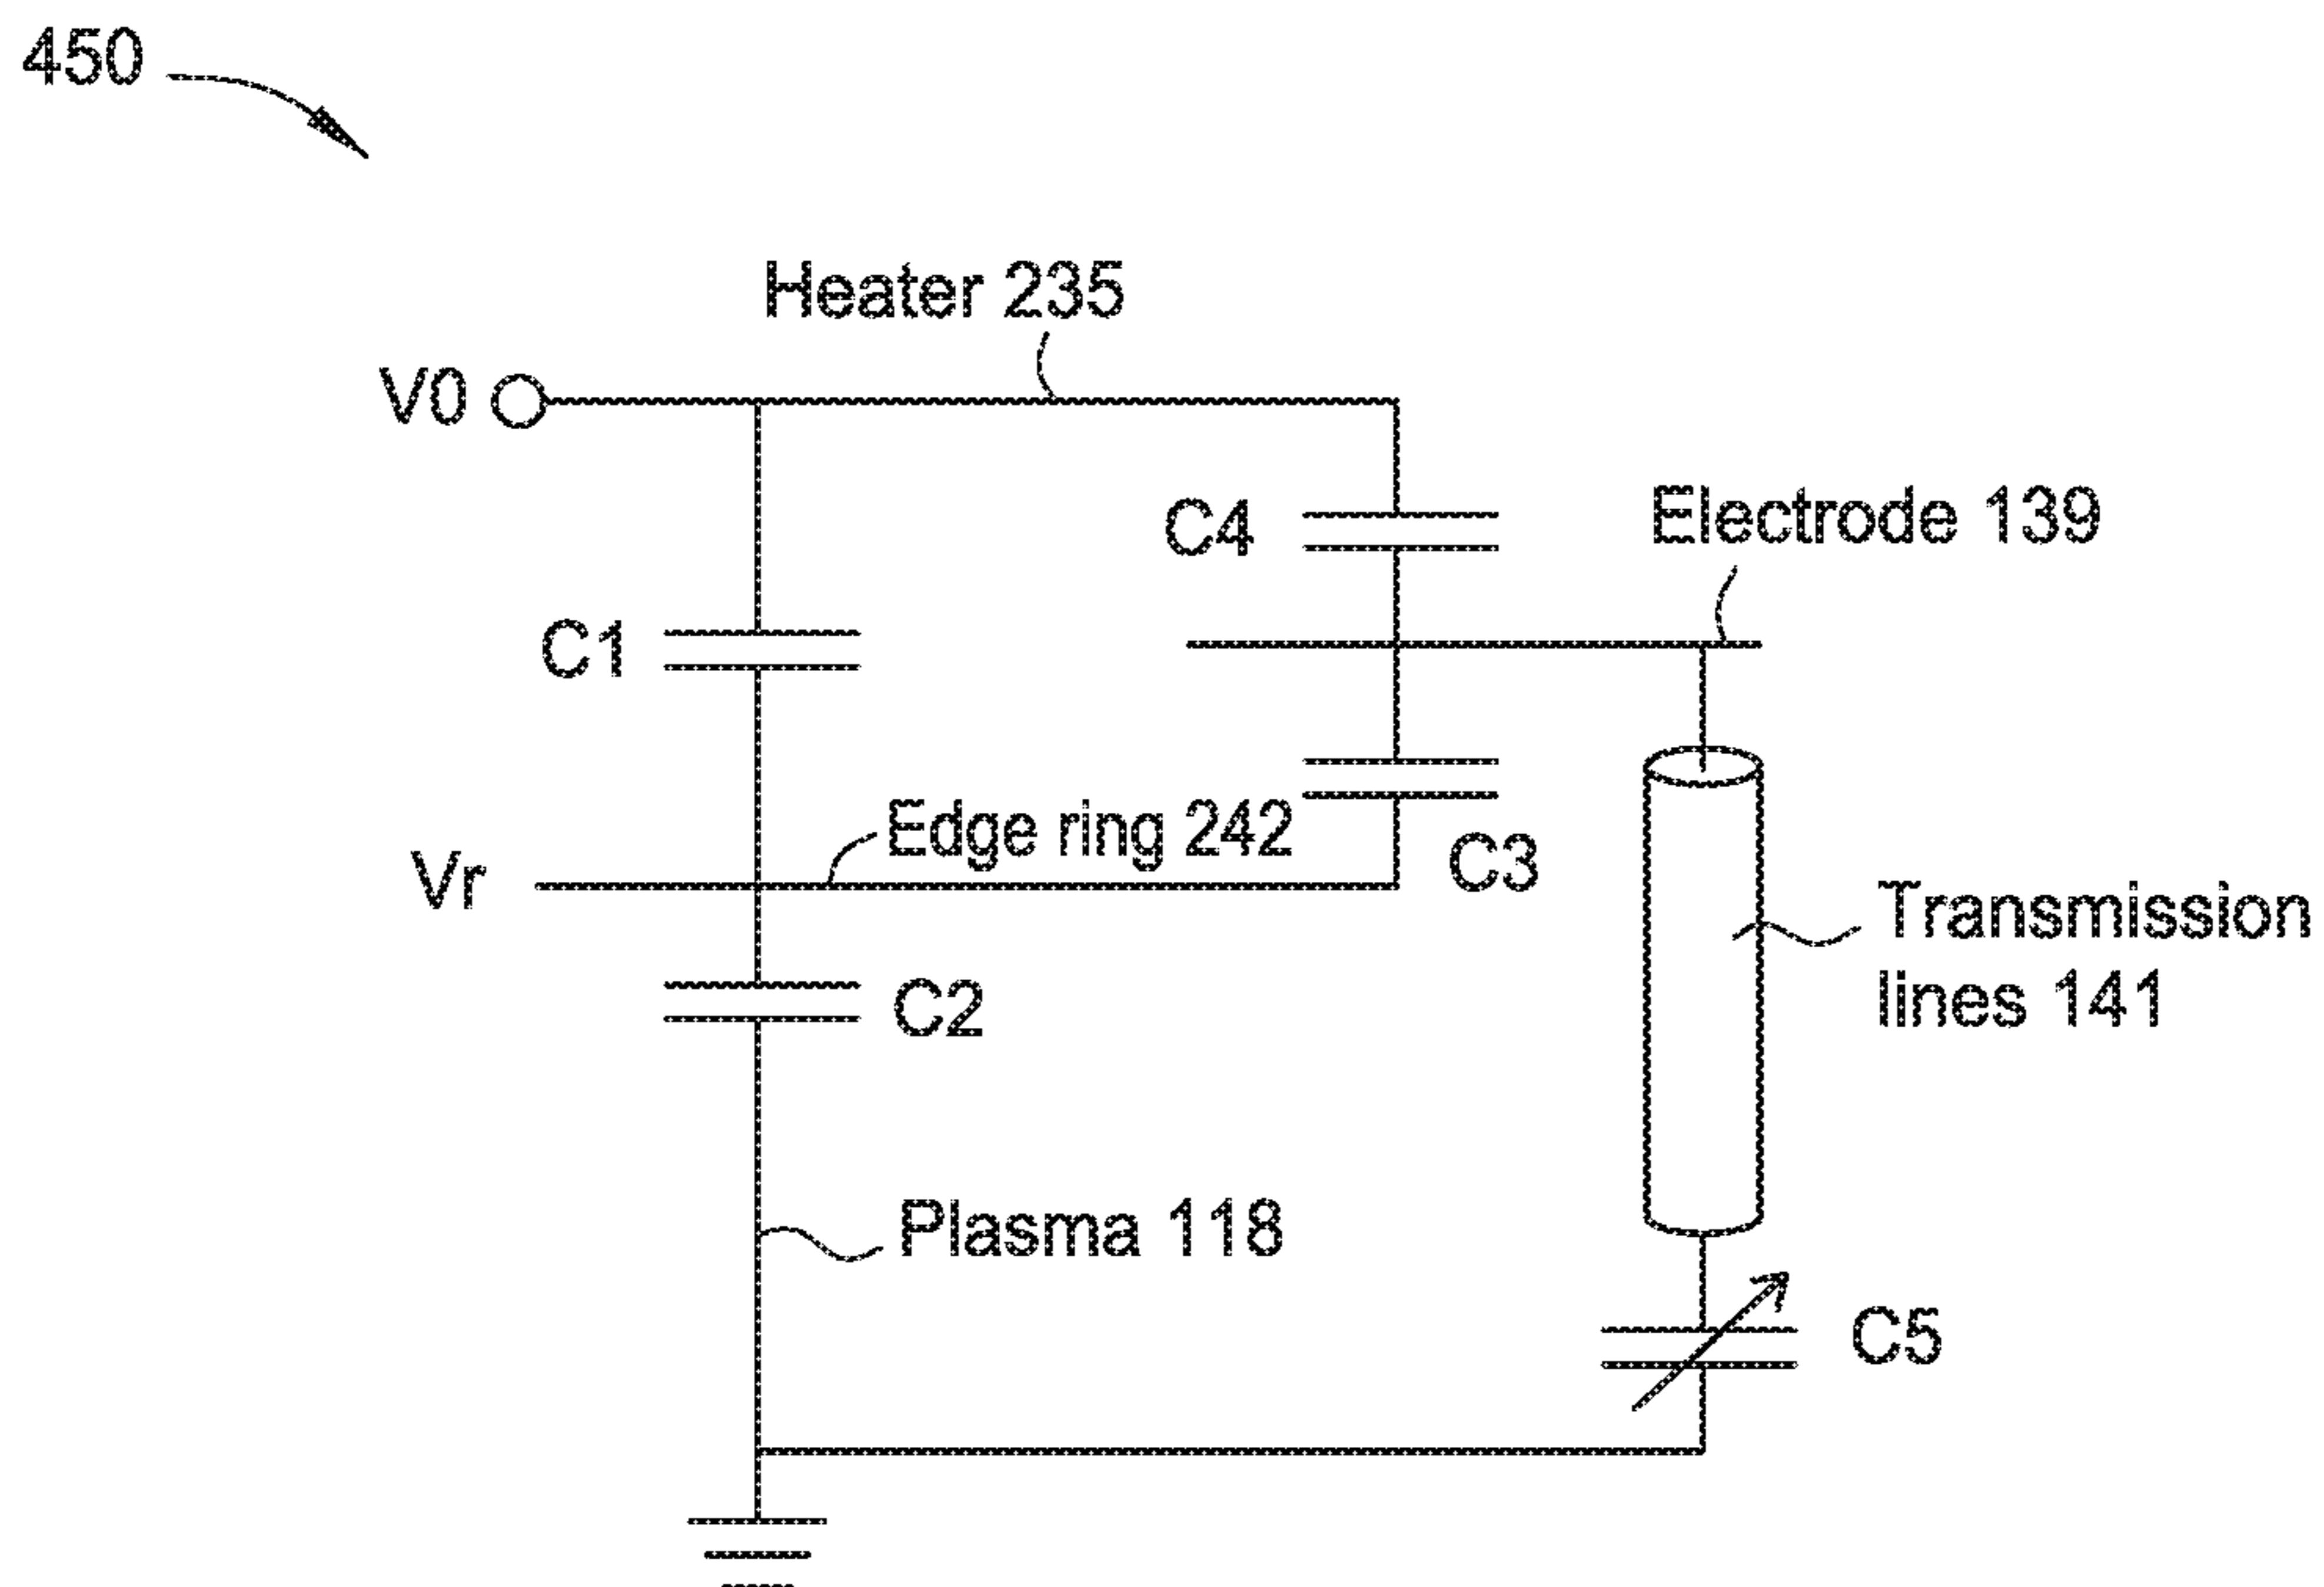 450
Heater 235
V0
C4
Electrode 139
C1
Edge ring 242
Vr
C3
Transmission
lines 141
C2
Plasma 118
C5